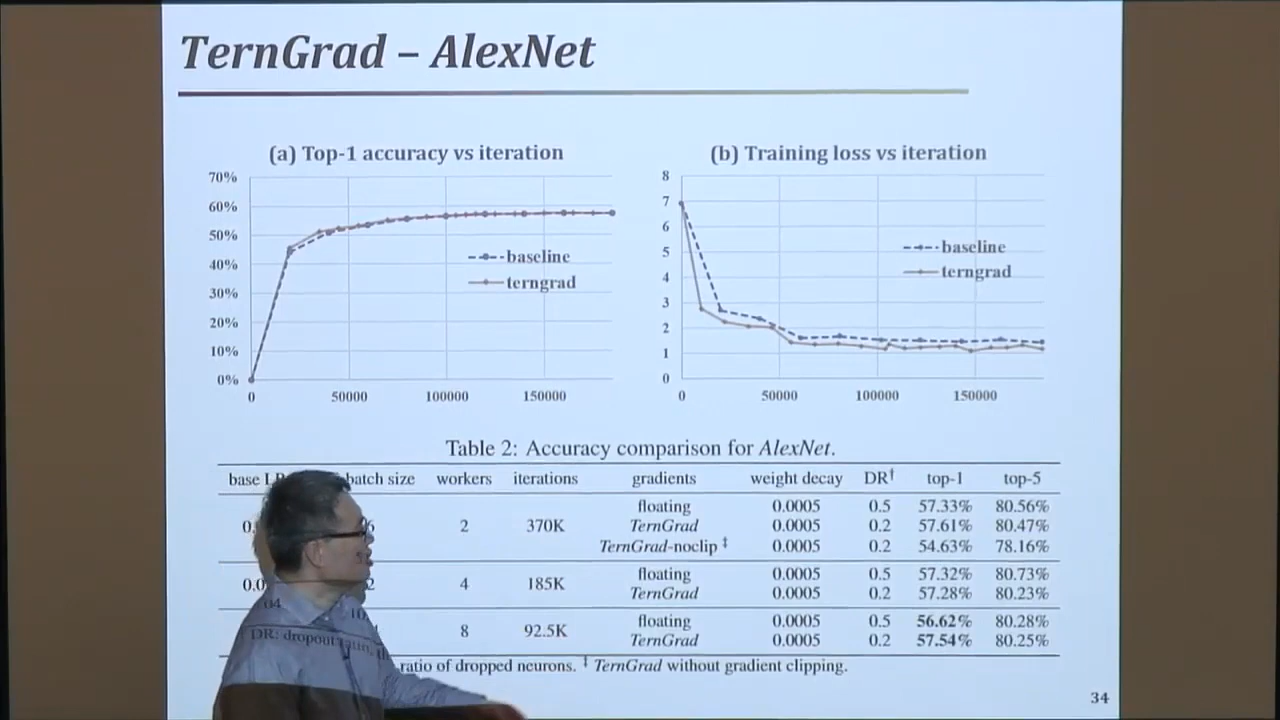 TernGrad – AlexNet
(a) Top-1 accuracy vs iteration
70%
60%
50%
40%
30%
20%
10%
0%
0 50000 100000 150000
baseline
terngrad
(b) Training loss vs iteration
8
7
6
5
4
3
2
1
0
0 50000 100000 150000
baseline
terngrad
Table 2: Accuracy comparison for AlexNet.
base batch size workers iterations gradients weight decay DR† top-1 top-5
floating 0.0005 0.5 57.33% 80.56%
2 370K TernGrad 0.0005 0.2 57.61% 80.47%
TernGrad-noclip ‡ 0.0005 0.2 54.63% 78.16%
floating 0.0005 0.5 57.32% 80.73%
4 185K
TernGrad 0.0005 0.2 57.28% 80.23%
floating 0.0005 0.5 56.62% 80.28%
8 92.5K
TernGrad 0.0005 0.2 57.54% 80.25%
DR: dropout ratio of dropped neurons. ‡ TernGrad without gradient clipping.
34